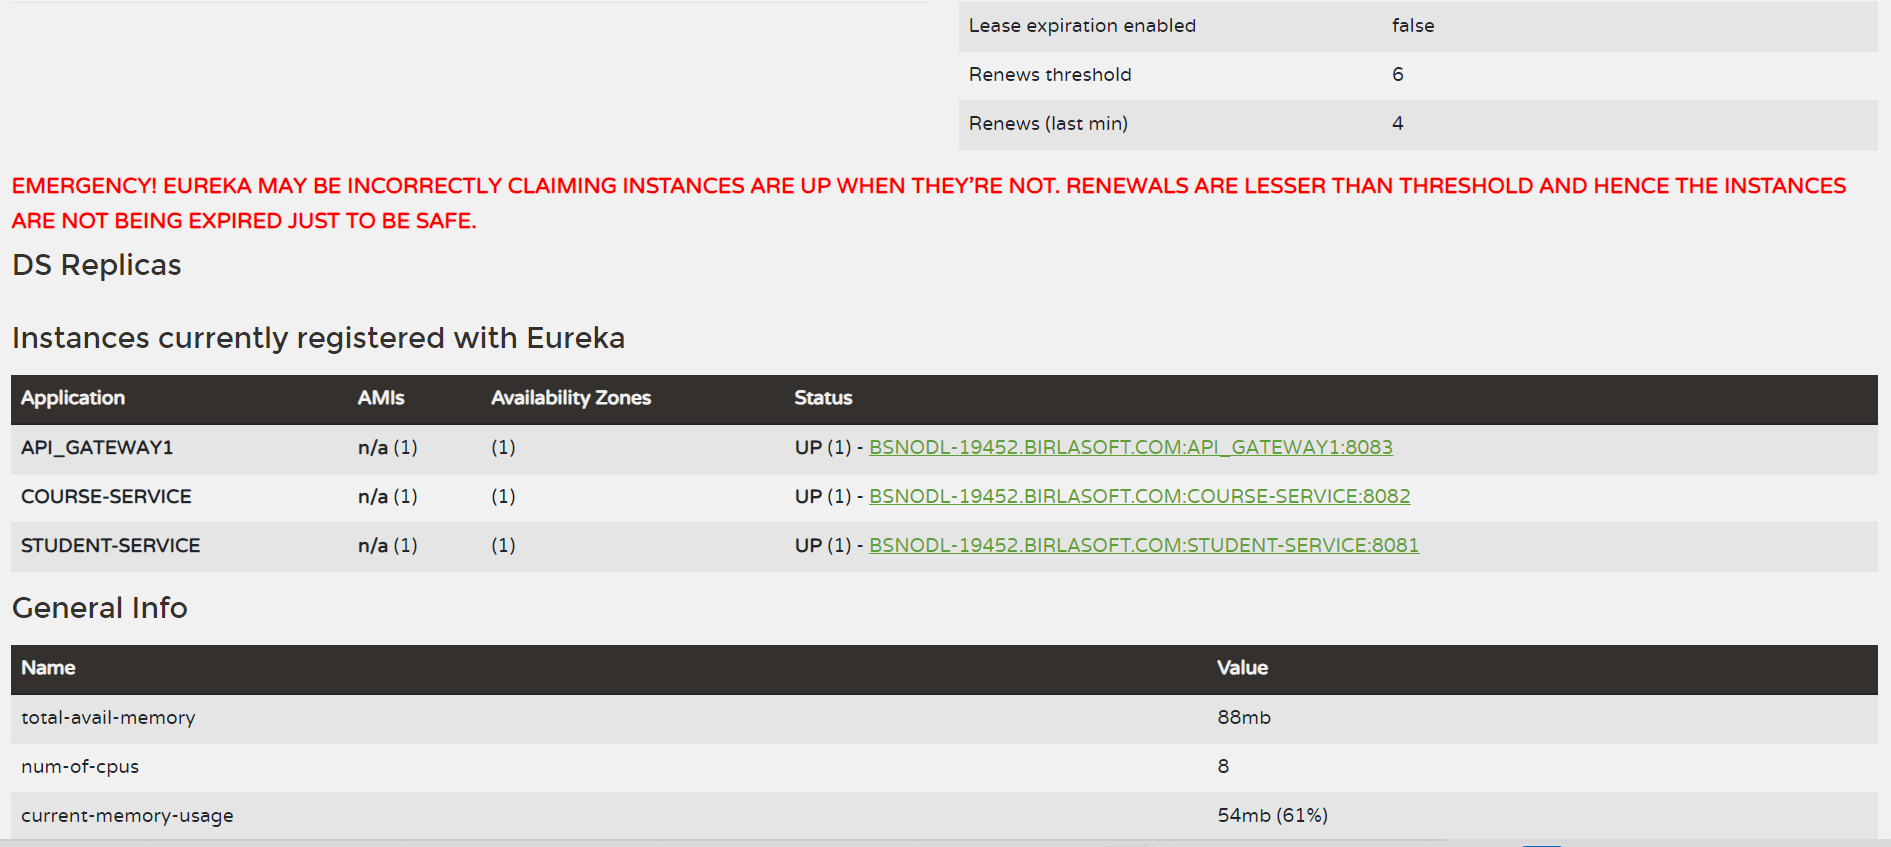 Lease expiration enabled false
Renews threshold 6
Renews (last min) 4
EMERGENCY! EUREKA MAY BE INCORRECTLY CLAIMING INSTANCES ARE UP WHEN THEY’RE NOT. RENEWALS ARE LESSER THAN THRESHOLD AND HENCE THE INSTANCES
ARE NOT BEING EXPIRED JUST TO BE SAFE.
DS Replicas
Instances currently registered with Eureka
Application AMIs Availability Zones Status
API_GATEWAY1 n/a (1) (1) UP (1) - BSNODL-19452.BIRLASOFT.COM:API_GATEWAY1:8083
COURSE-SERVICE n/a (1) (1) UP (1) - BSNODL-19452.BIRLASOFT.COM:COURSE-SERVICE:8082
STUDENT-SERVICE n/a (1) (1) UP (1) - BSNODL-19452.BIRLASOFT.COM:STUDENT-SERVICE:8081
General Info
Name Value
total-avail-memory 88mb
num-of-cpus 8
current-memory-usage 54mb (61%)